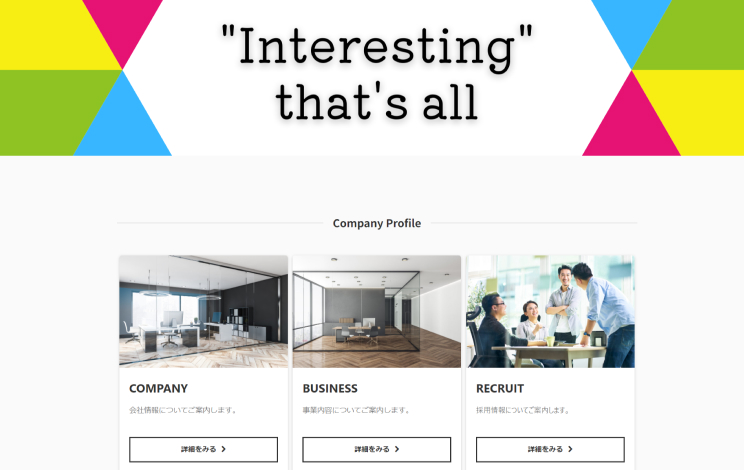 "Interesting"
that's all
Company Profile
COMPANY
会社情報についてご案内します。
詳細をみる
BUSINESS
事業内容についてご案内します。
詳細をみる
RECRUIT
採用情報についてご案内します。
詳細をみる